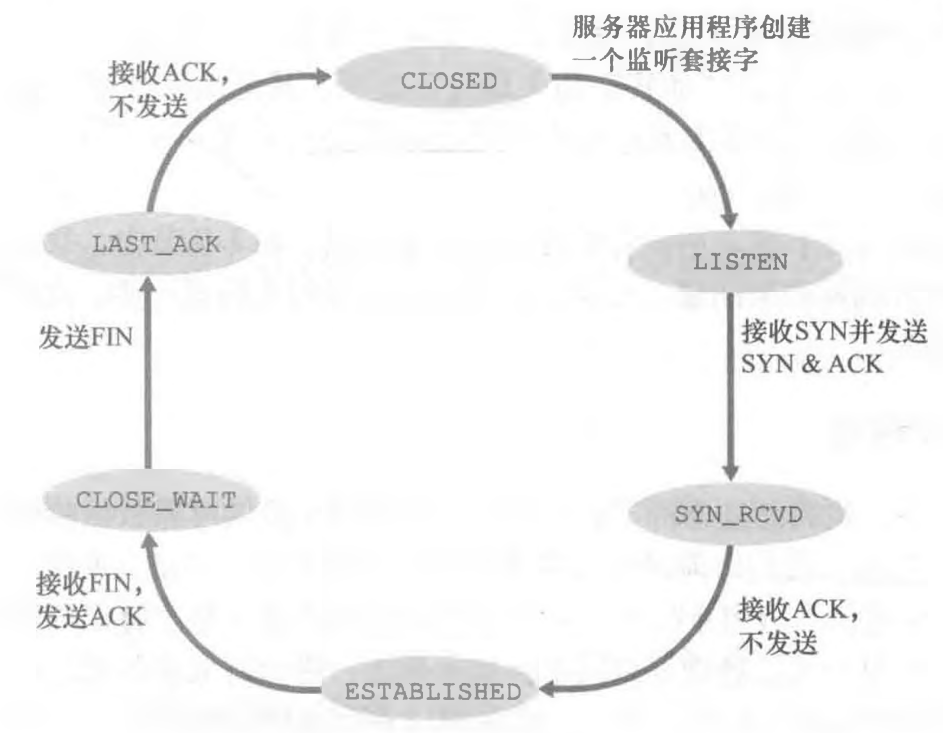 服务器应用程序创建
一个监听套接字
接收ACK，
不发送
CLOSED
LAST_ACK
LISTEN
发送FIN
接收SYN并发送
SYN & ACK
CLOSE_WAIT
SYN_RCVD
接收FIN，
发送ACK
接收ACK，
不发送
ESTABLISHED